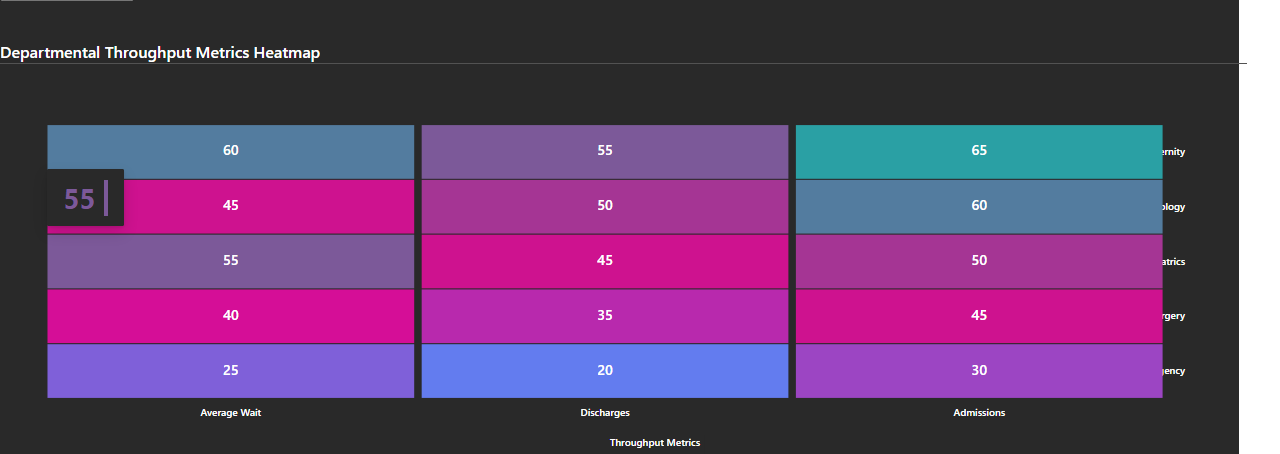 Departmental Throughput Metrics Heatmap
60 55 65 ernity
55
45 50 60 ology
55 45 50 atrics
40 35 45 rgery
25 20 30 gency
Average Wait Discharges Admissions
Throughput Metrics